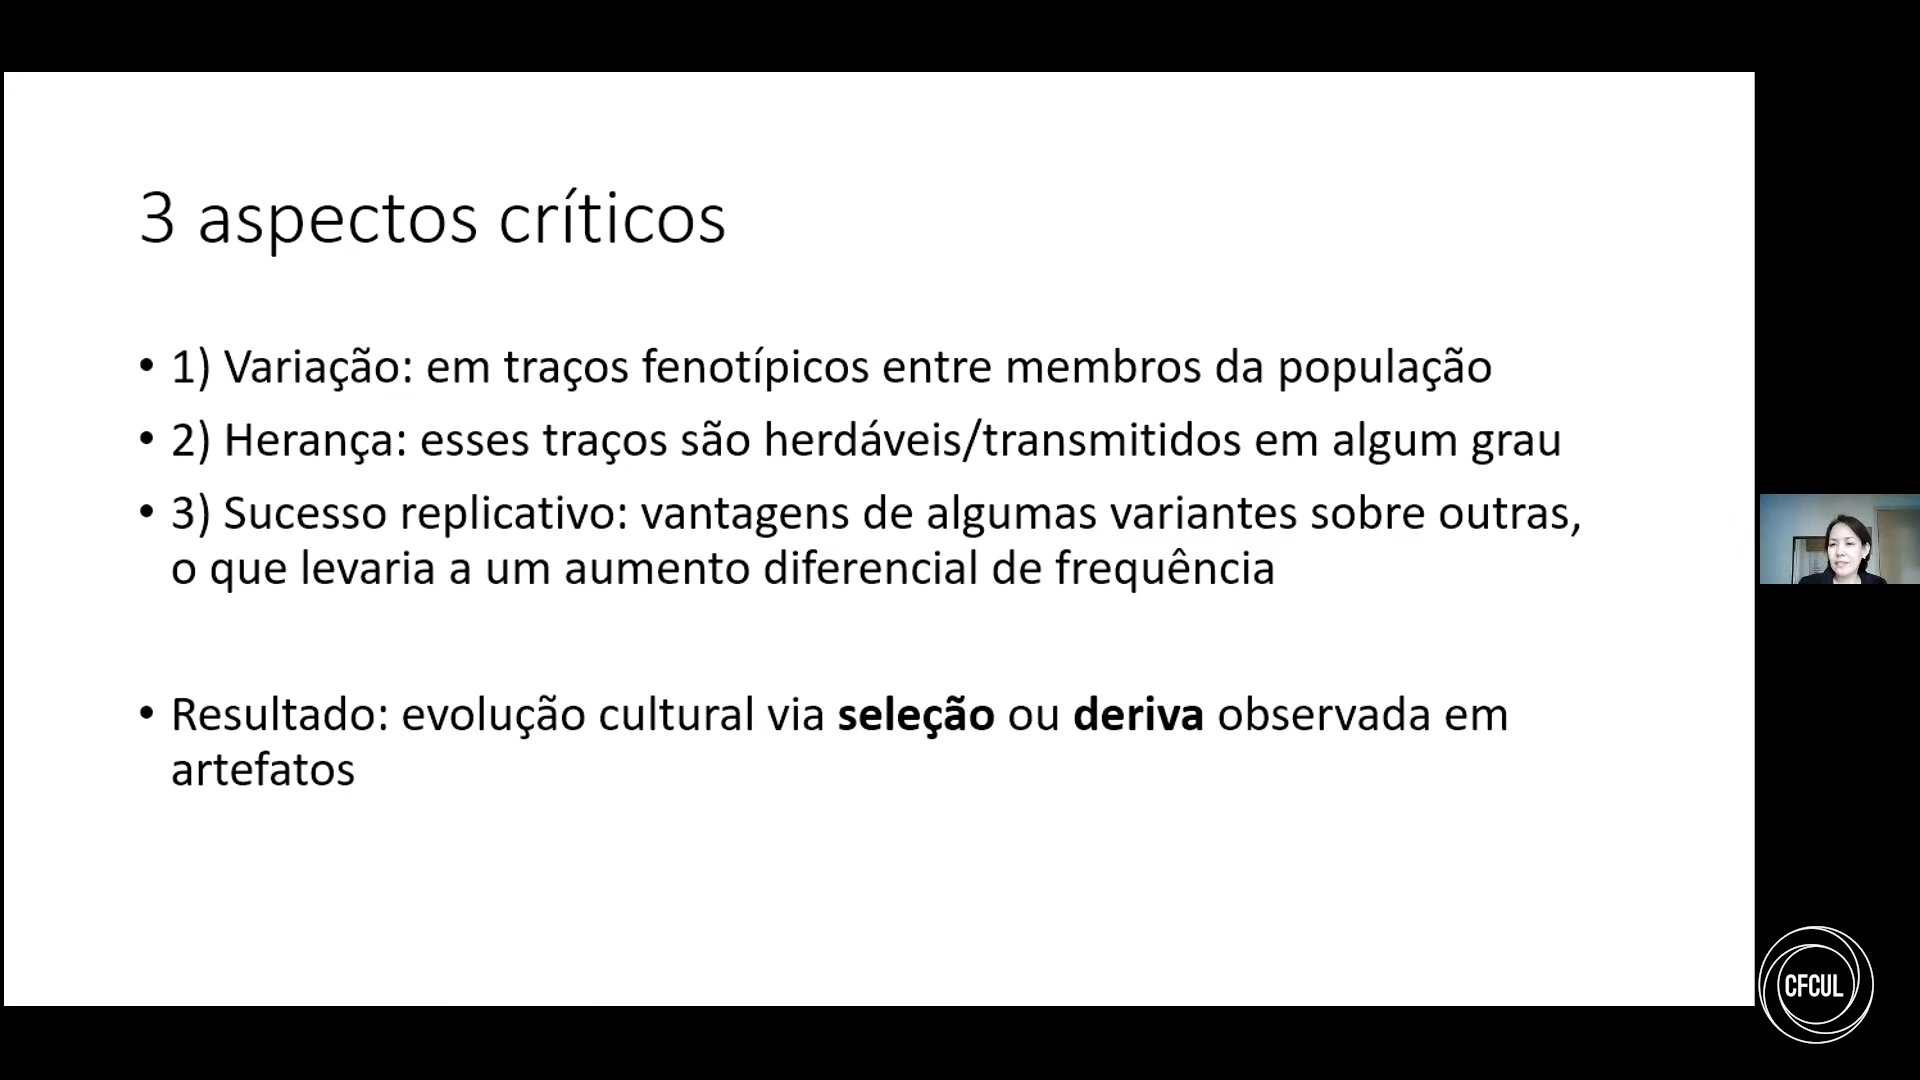 3 aspectos críticos
• 1) Variação: em traços fenotípicos entre membros da população
• 2) Herança: esses traços são herdáveis/transmitidos em algum grau
• 3) Sucesso replicativo: vantagens de algumas variantes sobre outras,
o que levaria a um aumento diferencial de frequência
• Resultado: evolução cultural via seleção ou deriva observada em
artefatos
CFCUL